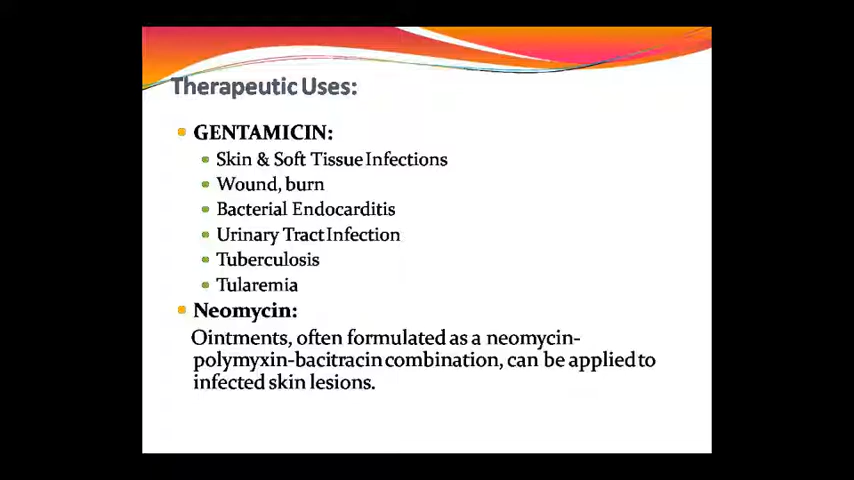 Therapeutic Uses:
GENTAMICIN:
Skin & Soft Tissue Infections
Wound, burn
Bacterial Endocarditis
Urinary Tract Infection
Tuberculosis
Tularemia
Neomycin:
Ointments, often formulated as a neomycin-
polymyxin-bacitracin combination, can be applied to
infected skin lesions.